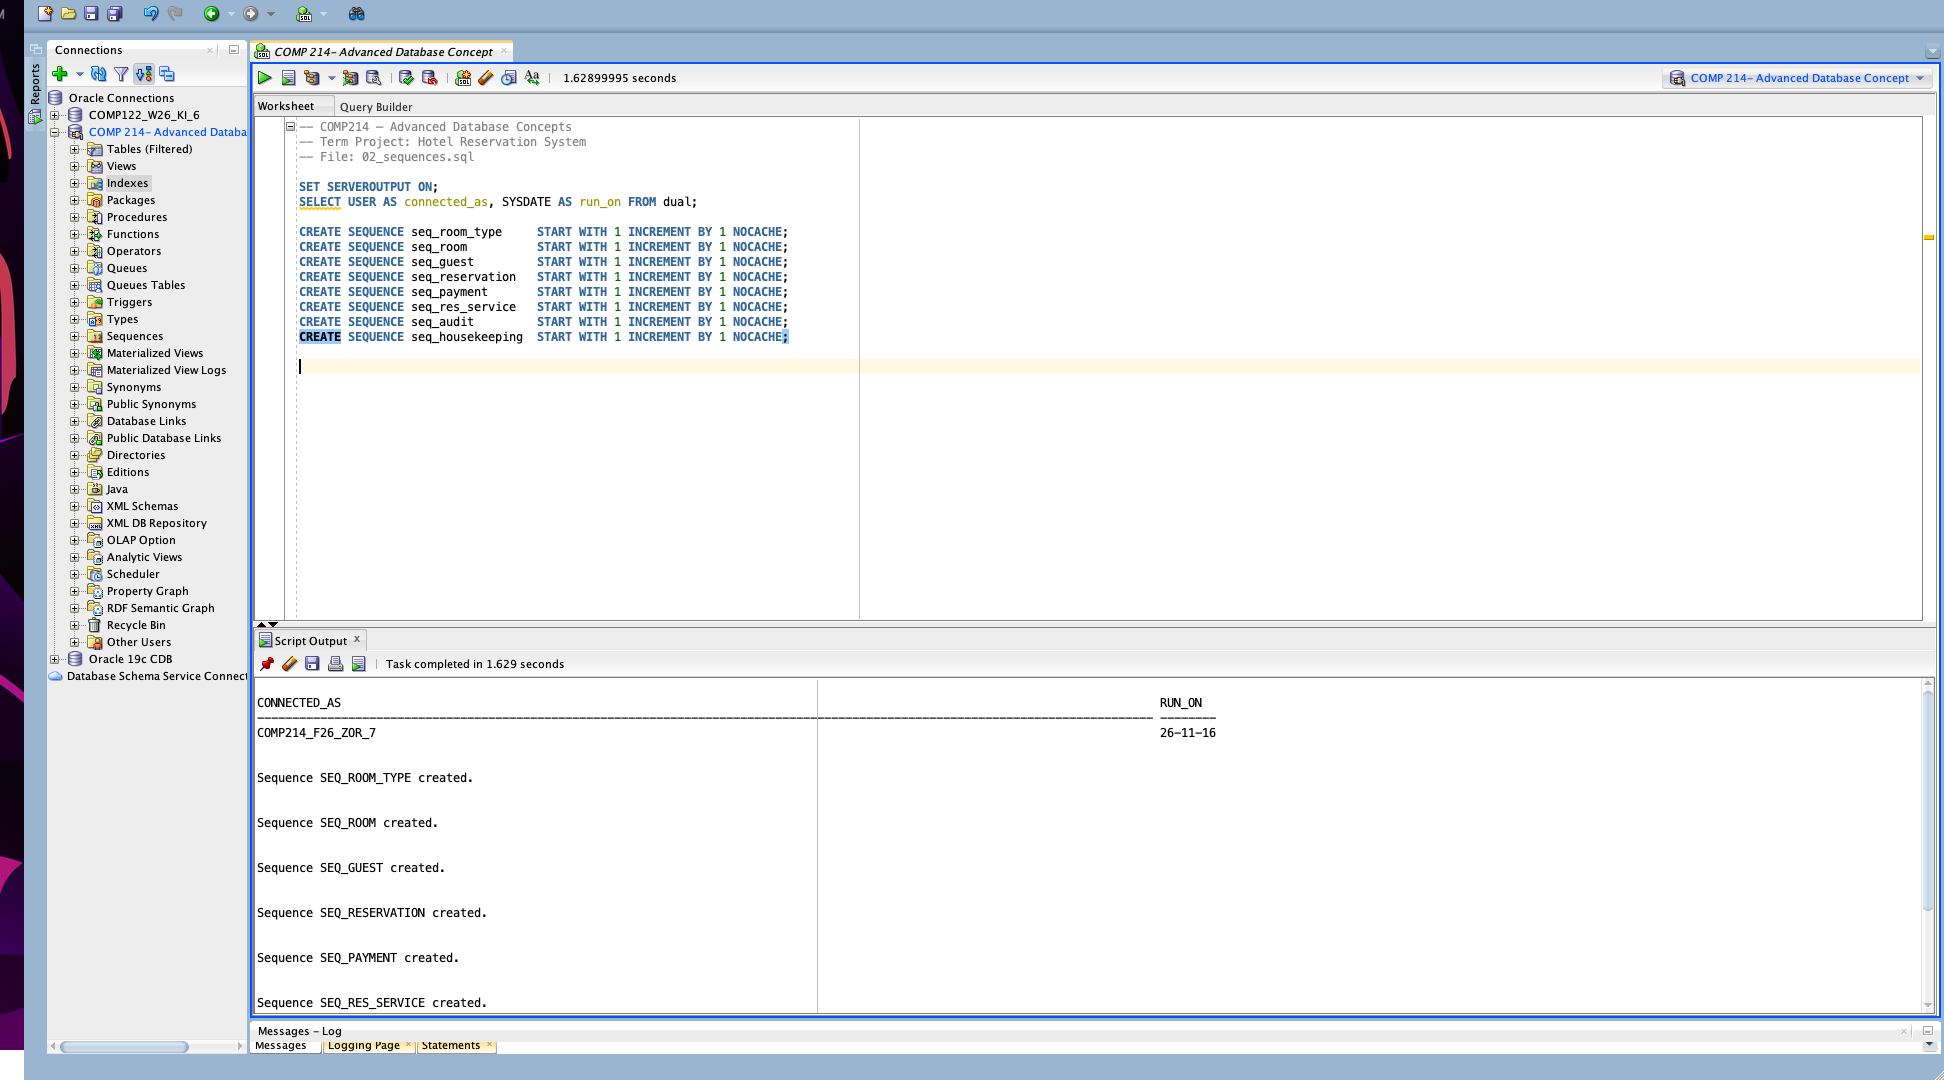 Connections
Reports
Oracle Connections
COMP122_W26_KI_6
COMP 214- Advanced Databa
Tables (Filtered)
Views
Indexes
Packages
Procedures
Functions
Operators
Queues
Queues Tables
Triggers
Types
Sequences
Materialized Views
Materialized View Logs
Synonyms
Public Synonyms
Database Links
Public Database Links
Directories
Editions
Java
XML Schemas
XML DB Repository
OLAP Option
Analytic Views
Scheduler
Property Graph
RDF Semantic Graph
Recycle Bin
Other Users
Oracle 19c CDB
Database Schema Service Connect
COMP 214- Advanced Database Concept
1.62899995 seconds
COMP 214- Advanced Database Concept
Worksheet Query Builder
-- COMP214 – Advanced Database Concepts
-- Term Project: Hotel Reservation System
-- File: 02_sequences.sql
SET SERVEROUTPUT ON;
SELECT USER AS connected_as, SYSDATE AS run_on FROM dual;
CREATE SEQUENCE seq_room_type START WITH 1 INCREMENT BY 1 NOCACHE;
CREATE SEQUENCE seq_room START WITH 1 INCREMENT BY 1 NOCACHE;
CREATE SEQUENCE seq_guest START WITH 1 INCREMENT BY 1 NOCACHE;
CREATE SEQUENCE seq_reservation START WITH 1 INCREMENT BY 1 NOCACHE;
CREATE SEQUENCE seq_payment START WITH 1 INCREMENT BY 1 NOCACHE;
CREATE SEQUENCE seq_res_service START WITH 1 INCREMENT BY 1 NOCACHE;
CREATE SEQUENCE seq_audit START WITH 1 INCREMENT BY 1 NOCACHE;
CREATE SEQUENCE seq_housekeeping START WITH 1 INCREMENT BY 1 NOCACHE;
Script Output
Task completed in 1.629 seconds
CONNECTED_AS RUN_ON
COMP214_F26_ZOR_7 26-11-16
Sequence SEQ_ROOM_TYPE created.
Sequence SEQ_ROOM created.
Sequence SEQ_GUEST created.
Sequence SEQ_RESERVATION created.
Sequence SEQ_PAYMENT created.
Sequence SEQ_RES_SERVICE created.
Messages - Log
Messages Logging Page Statements